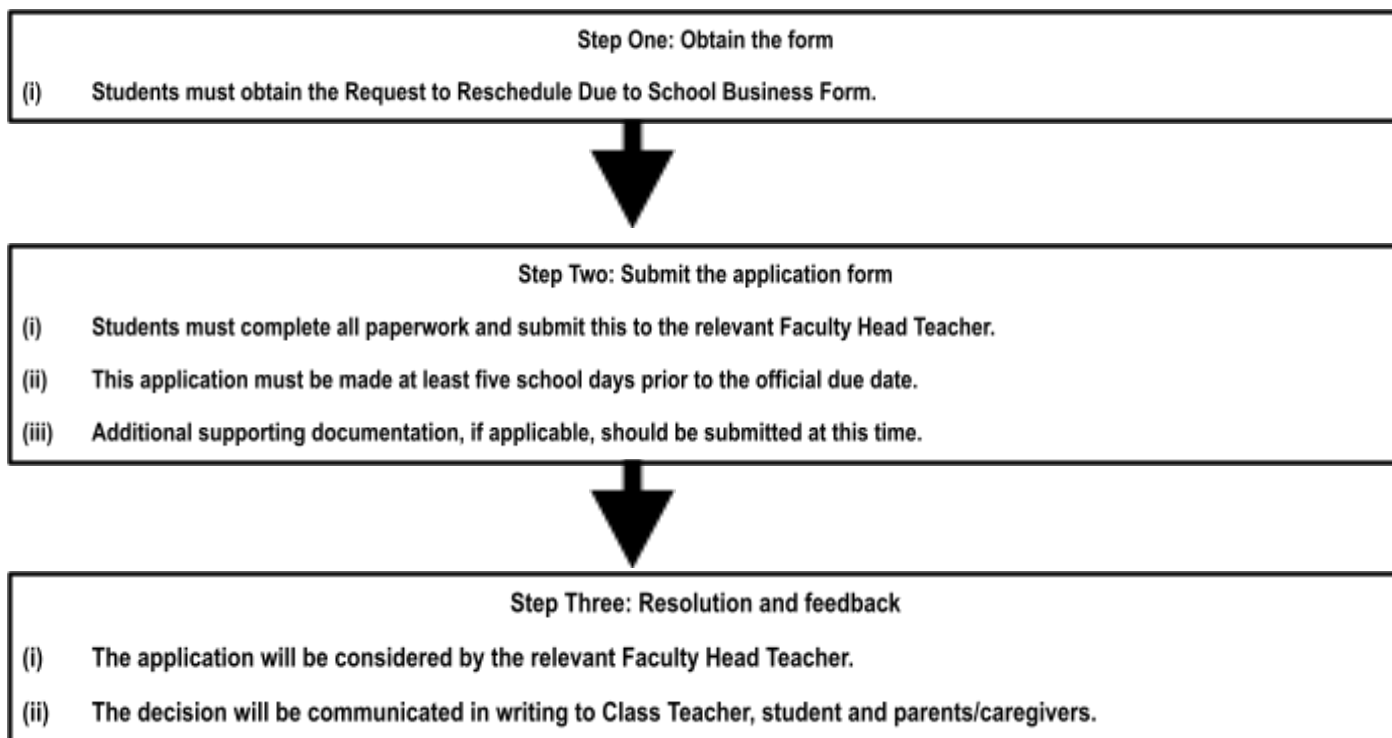 Step One: Obtain the form
(i) Students must obtain the Request to Reschedule Due to School Business Form.
Step Two: Submit the application form
(i) Students must complete all paperwork and submit this to the relevant Faculty Head Teacher.
(ii) This application must be made at least five school days prior to the official due date.
(iii) Additional supporting documentation, if applicable, should be submitted at this time.
Step Three: Resolution and feedback
(i) The application will be considered by the relevant Faculty Head Teacher.
(ii) The decision will be communicated in writing to Class Teacher, student and parents/caregivers.